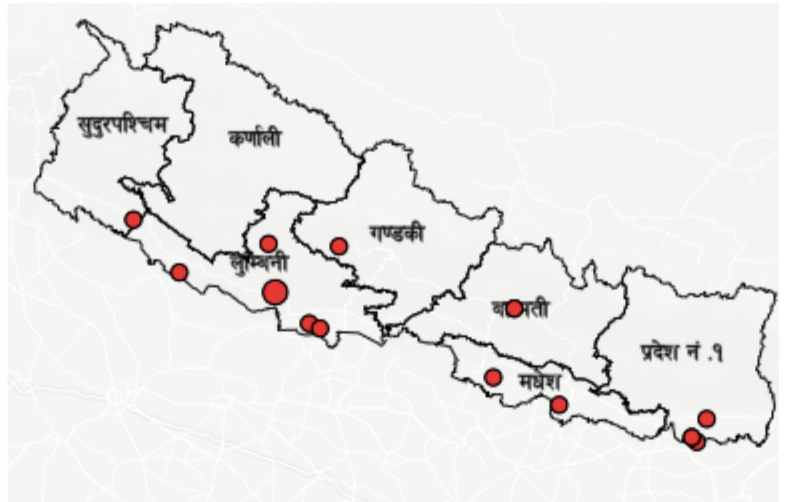 सुदुरपश्चिम
कर्णाली
गण्डकी
लुम्बिनी
प्रदेश नं .१
मधेश